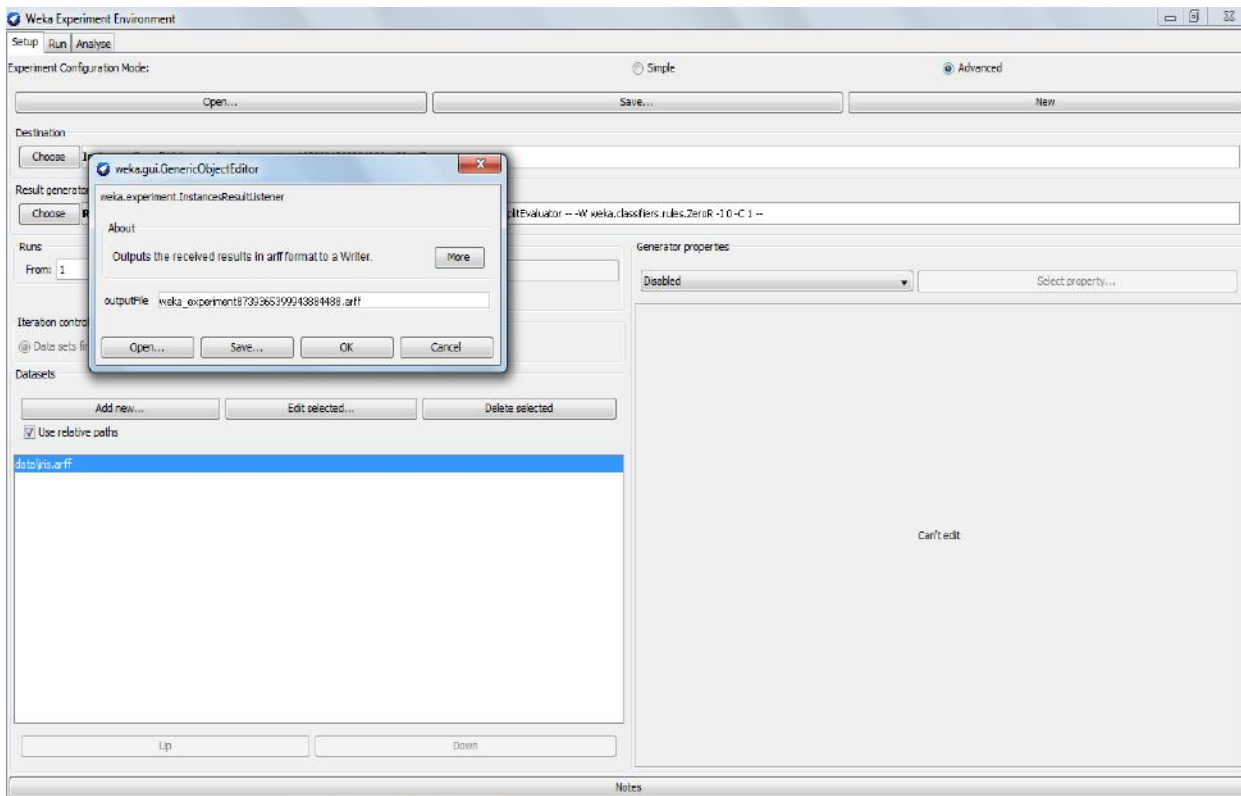 Weka Experiment Environment
Setup Run Analyse
Experiment Configuration Mode: Simple Advanced
Open... Save... New
Destination
Choose
weka.gui.GenericObjectEditor
Result generator
weka.experiment.InstancesResultListener
Choose R litEvaluator -- -W weka.classifiers.rules.ZeroR -I 0 -C 1 --
About
Runs Generator properties
Outputs the received results in arff format to a Writer. More
From: 1
Disabled Select property...
outputFile weka_experiment8739365399943884488.arff
Iteration control
Data sets fi
Open... Save... OK Cancel
Datasets
Add new... Edit selected... Delete selected
Use relative paths
data\iris.arff
Can't edit
Up Down
Notes